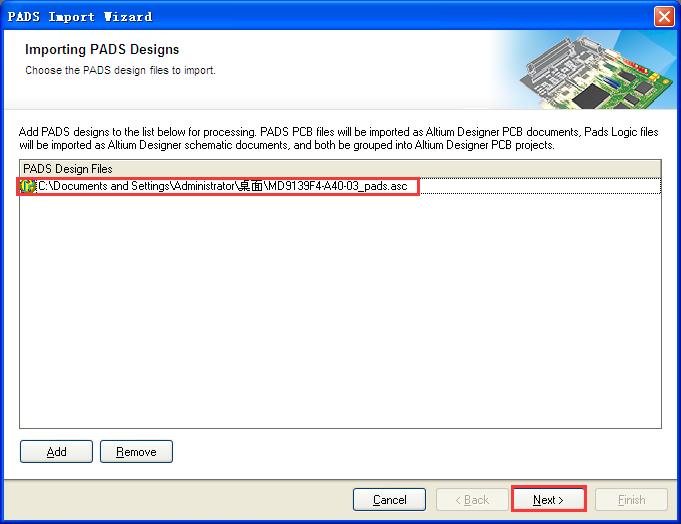 PADS Import Wizard
Importing PADS Designs
Choose the PADS design files to import.
Add PADS designs to the list below for processing. PADS PCB files will be imported as Altium Designer PCB documents, Pads Logic files
will be imported as Altium Designer schematic documents, and both be grouped into Altium Designer PCB projects.
PADS Design Files
C:\Documents and Settings\Administrator\桌面\MD9139F4-A40-03_pads.asc
Add Remove
Cancel < Back Next > Finish